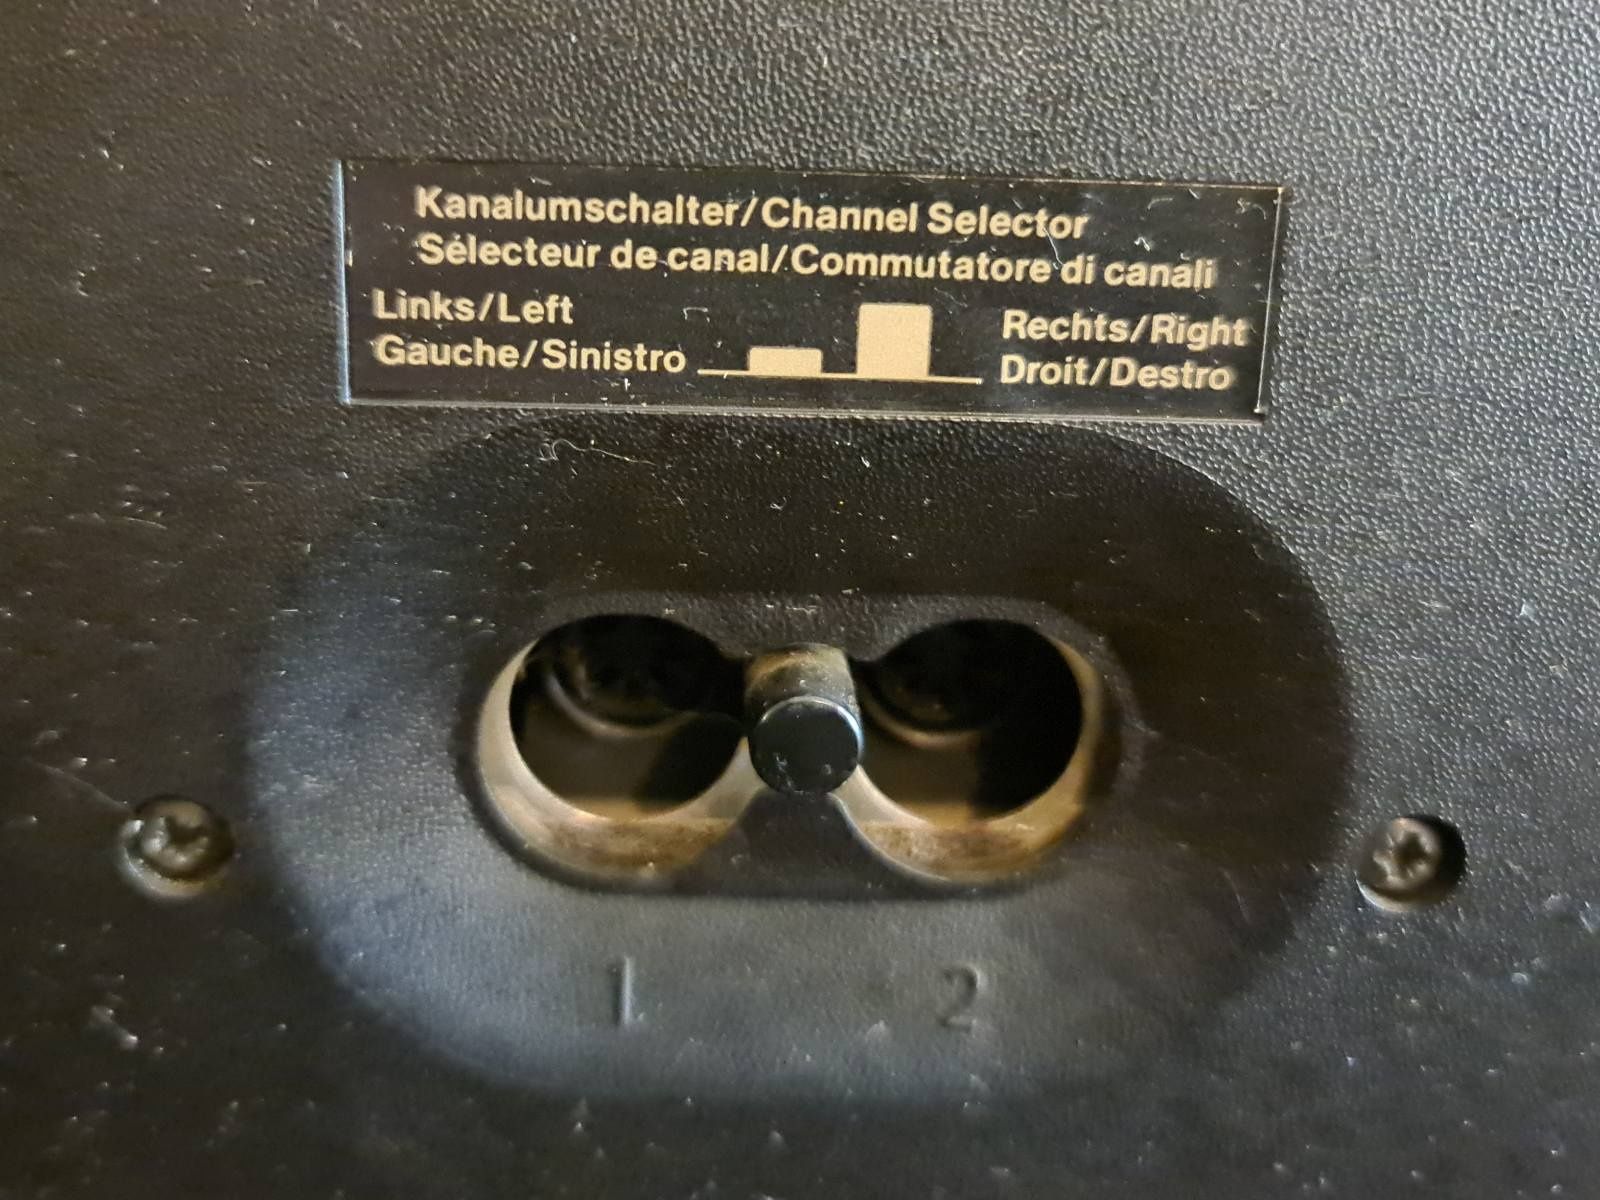 Kanalumschalter/Channel Selector
Sélecteur de canal/Commutatore di canali
Links/Left
Gauche/Sinistro
Rechts/Right
Droit/Destro
1
2